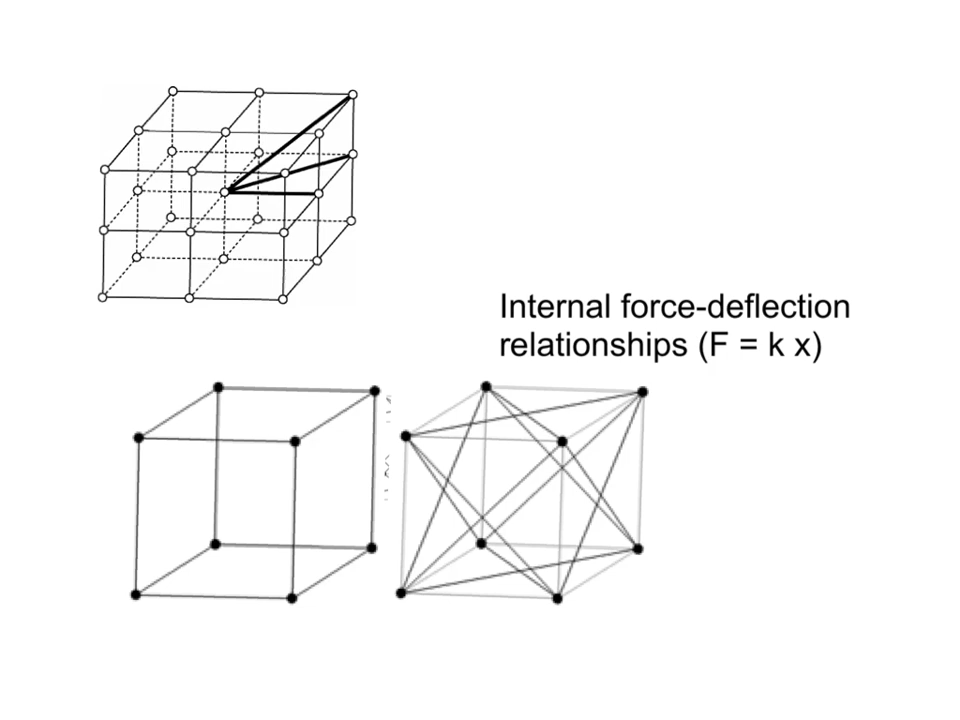 Internal force-deflection
relationships (F = k x)